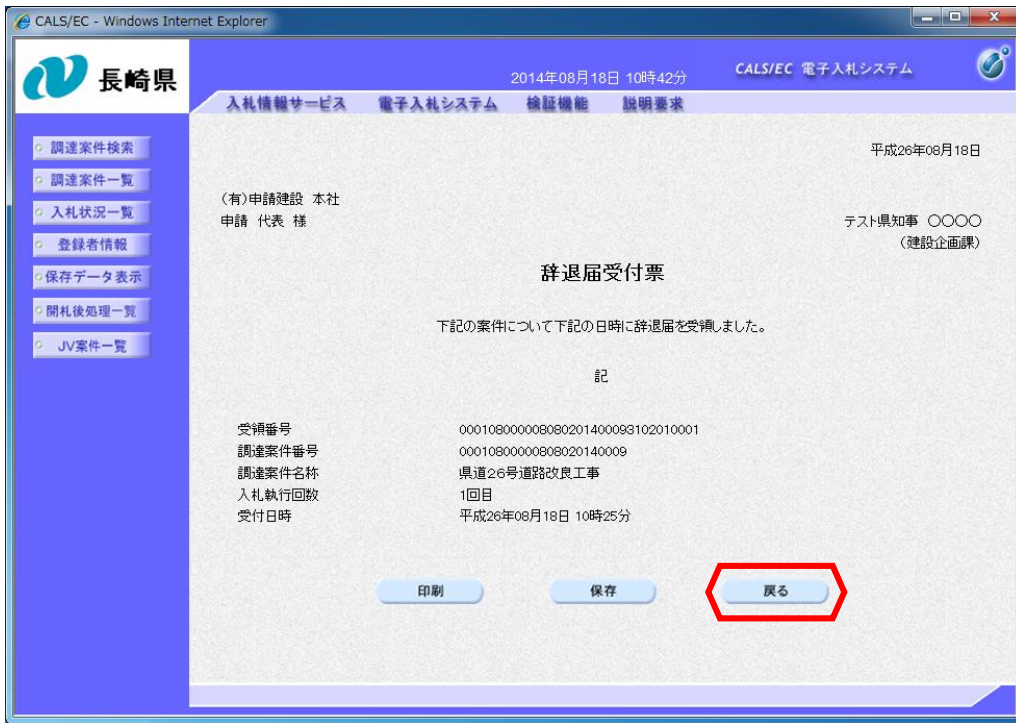 CALS/EC - Windows Internet Explorer
長崎県
2014年08月18日 10時42分
CALS/EC 電子入札システム
入札情報サービス 電子入札システム 検証機能 説明要求
調達案件検索
調達案件一覧
入札状況一覧
登録者情報
保存データ表示
開札後処理一覧
JV案件一覧
平成26年08月18日
(有)申請建設 本社
申請 代表 様
テスト県知事 〇〇〇〇
(建設企画課)
辞退届受付票
下記の案件について下記の日時に辞退届を受領しました。
記
受領番号 00010800000808020140009​3102010001
調達案件番号 00010800000808020140009
調達案件名称 県道26号道路改良工事
入札執行回数 1回目
受付日時 平成26年08月18日 10時25分
印刷 保存 戻る